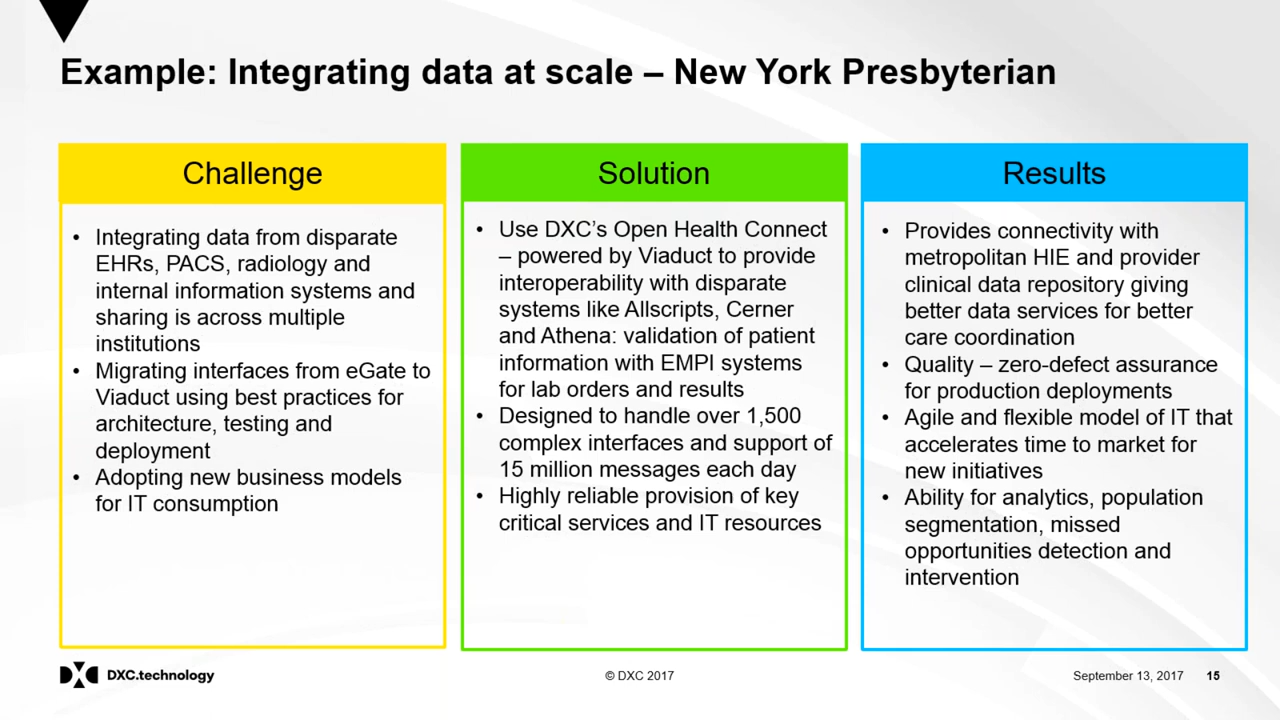 Example: Integrating data at scale – New York Presbyterian
Challenge
• Integrating data from disparate
EHRs, PACS, radiology and
internal information systems and
sharing is across multiple
institutions
• Migrating interfaces from eGate to
Viaduct using best practices for
architecture, testing and
deployment
• Adopting new business models
for IT consumption
Solution
• Use DXC’s Open Health Connect
– powered by Viaduct to provide
interoperability with disparate
systems like Allscripts, Cerner
and Athena: validation of patient
information with EMPI systems
for lab orders and results
• Designed to handle over 1,500
complex interfaces and support of
15 million messages each day
• Highly reliable provision of key
critical services and IT resources
Results
• Provides connectivity with
metropolitan HIE and provider
clinical data repository giving
better data services for better
care coordination
• Quality – zero-defect assurance
for production deployments
• Agile and flexible model of IT that
accelerates time to market for
new initiatives
• Ability for analytics, population
segmentation, missed
opportunities detection and
intervention
DXC.technology
© DXC 2017
September 13, 2017 15